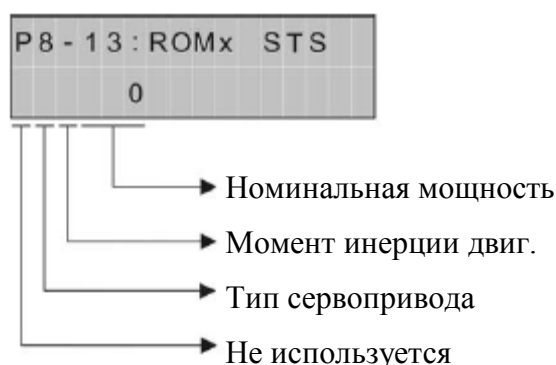 P8-13:ROMx STS
0
Номинальная мощность
Момент инерции двиг.
Тип сервопривода
Не используется